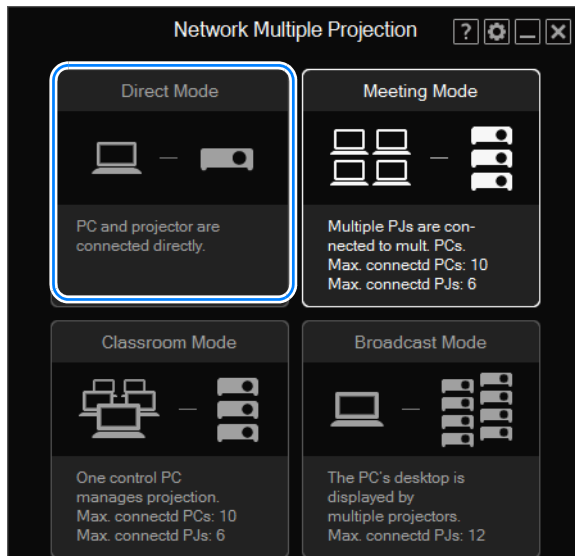 Network Multiple Projection
?
Direct Mode
PC and projector are
connected directly.
Meeting Mode
Multiple PJs are con-
nected to mult. PCs.
Max. connectd PCs: 10
Max. connectd PJs: 6
Classroom Mode
One control PC
manages projection.
Max. connectd PCs: 10
Max. connectd PJs: 6
Broadcast Mode
The PC's desktop is
displayed by
multiple projectors.
Max. connectd PJs: 12